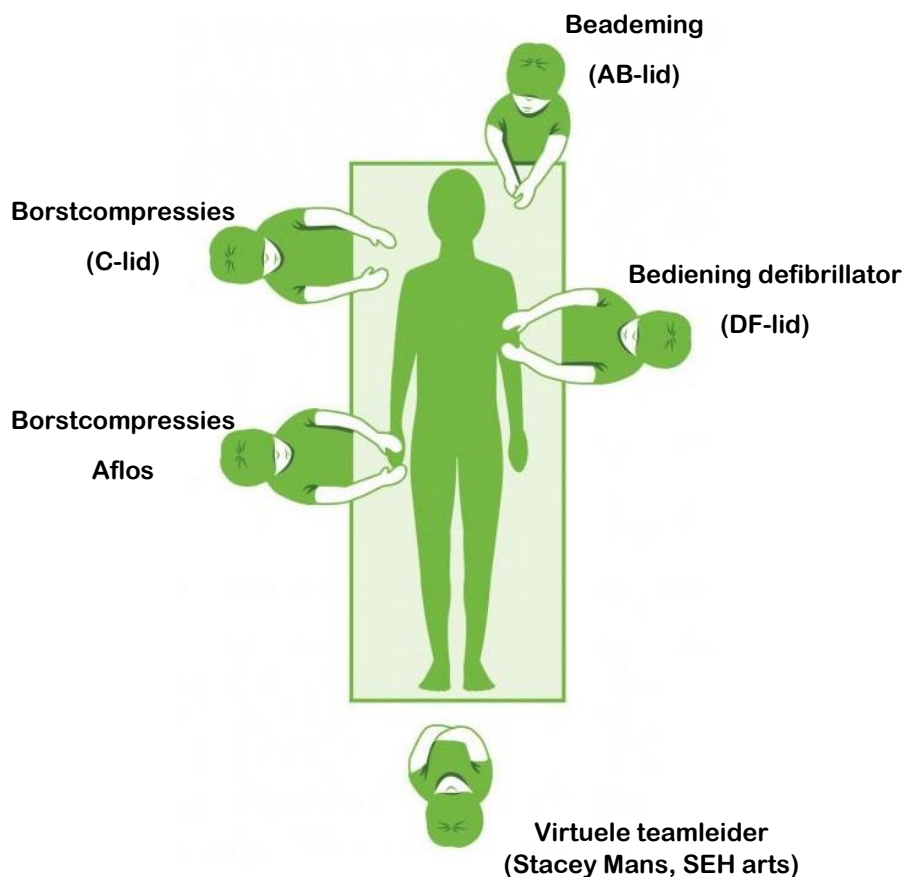 Beademing
(AB-lid)
Borstcompressies
(C-lid)
Bediening defibrillator
(DF-lid)
Borstcompressies
Aflos
Virtuele teamleider
(Stacey Mans, SEH arts)